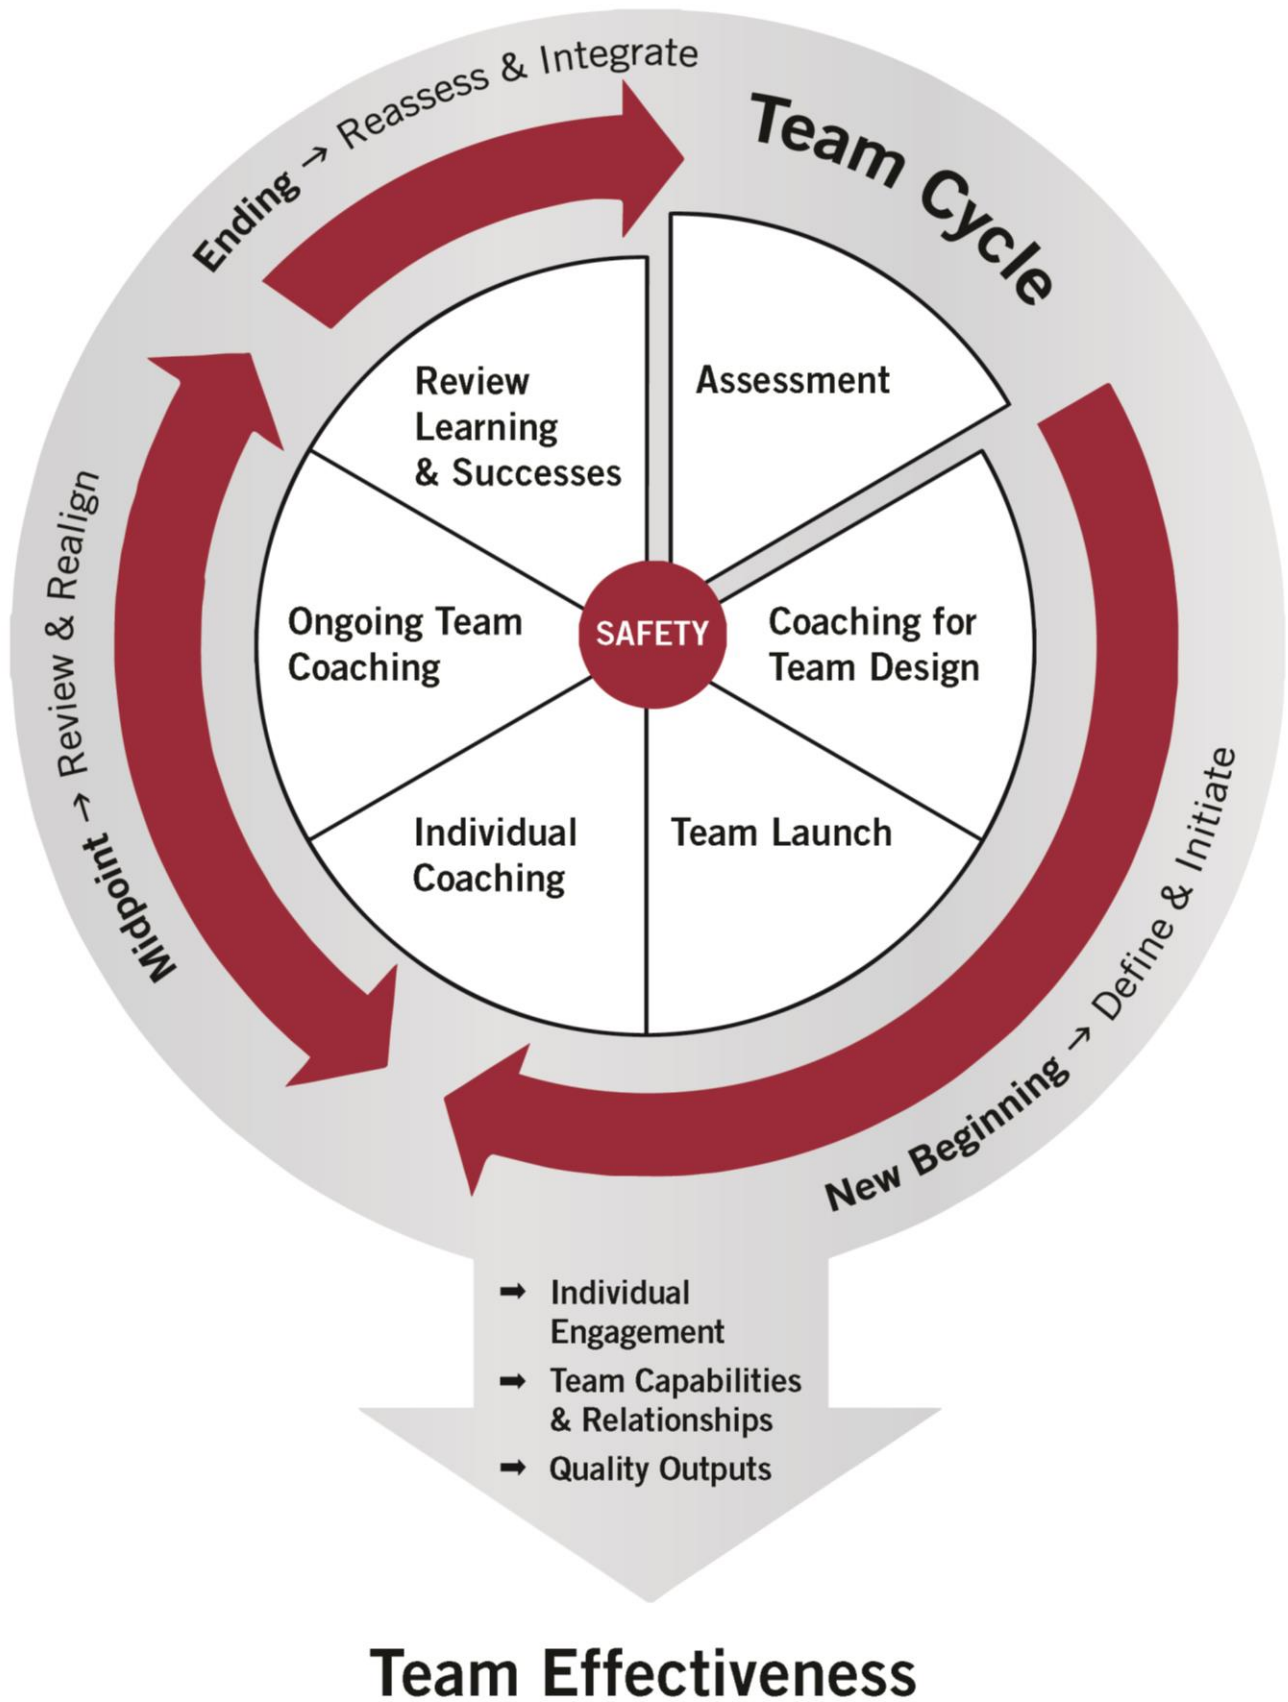 Team Cycle
Ending → Reassess & Integrate
Midpoint → Review & Realign
New Beginning → Define & Initiate
Assessment
Coaching for
Team Design
Team Launch
Individual
Coaching
Ongoing Team
Coaching
Review
Learning
& Successes
SAFETY
➡ Individual
Engagement
➡ Team Capabilities
& Relationships
➡ Quality Outputs
Team Effectiveness